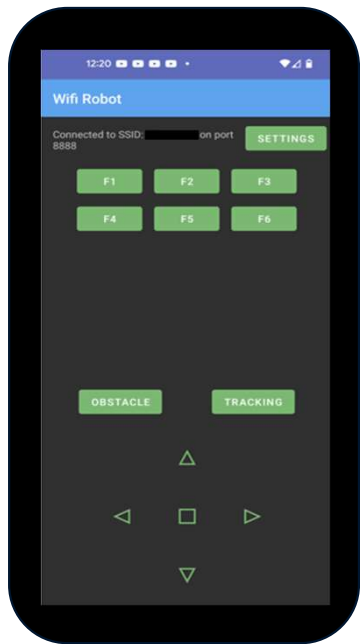 12:20
Wifi Robot
Connected to SSID: on port
8888
SETTINGS
F1 F2 F3
F4 F5 F6
OBSTACLE TRACKING